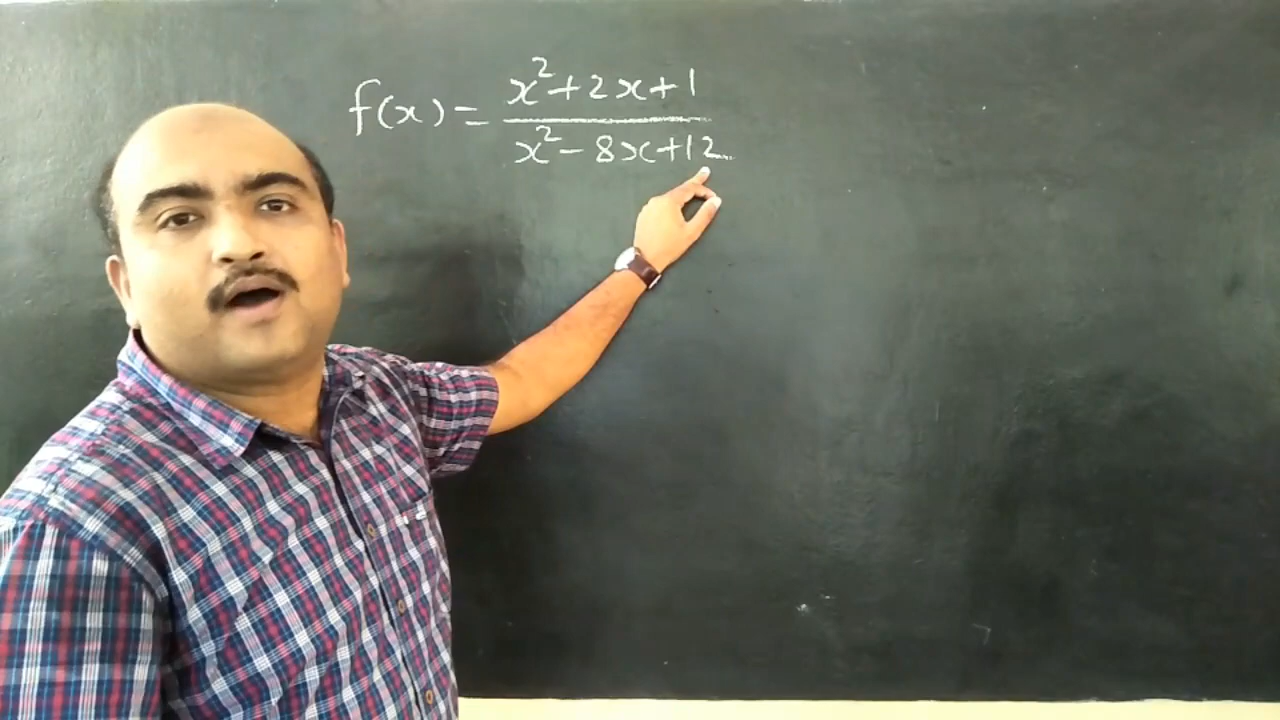 f(x) = x²+2x+1
x²-8x+12